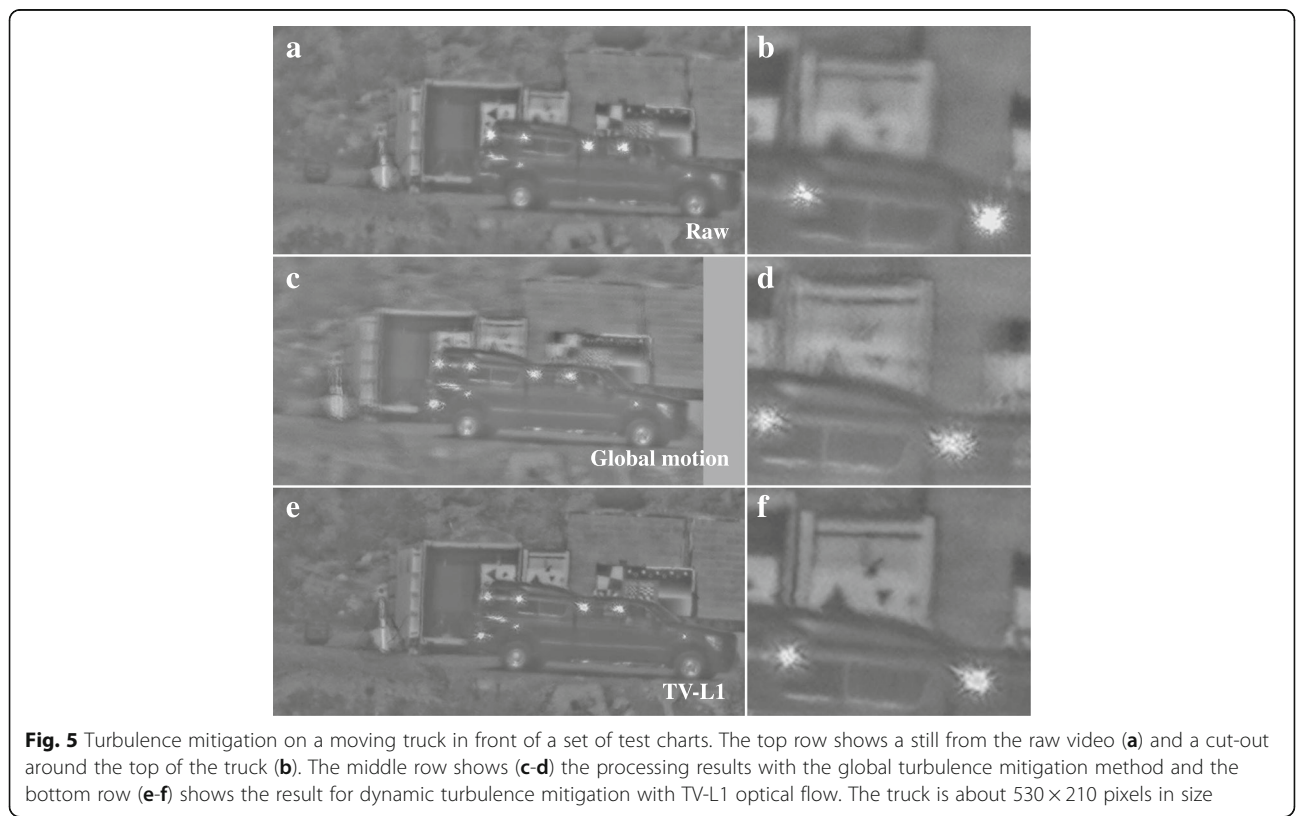 a
b
Raw
c
d
Global motion
e
f
TV-L1
Fig. 5 Turbulence mitigation on a moving truck in front of a set of test charts. The top row shows a still from the raw video (a) and a cut-out
around the top of the truck (b). The middle row shows (c-d) the processing results with the global turbulence mitigation method and the
bottom row (e-f) shows the result for dynamic turbulence mitigation with TV-L1 optical flow. The truck is about 530 × 210 pixels in size